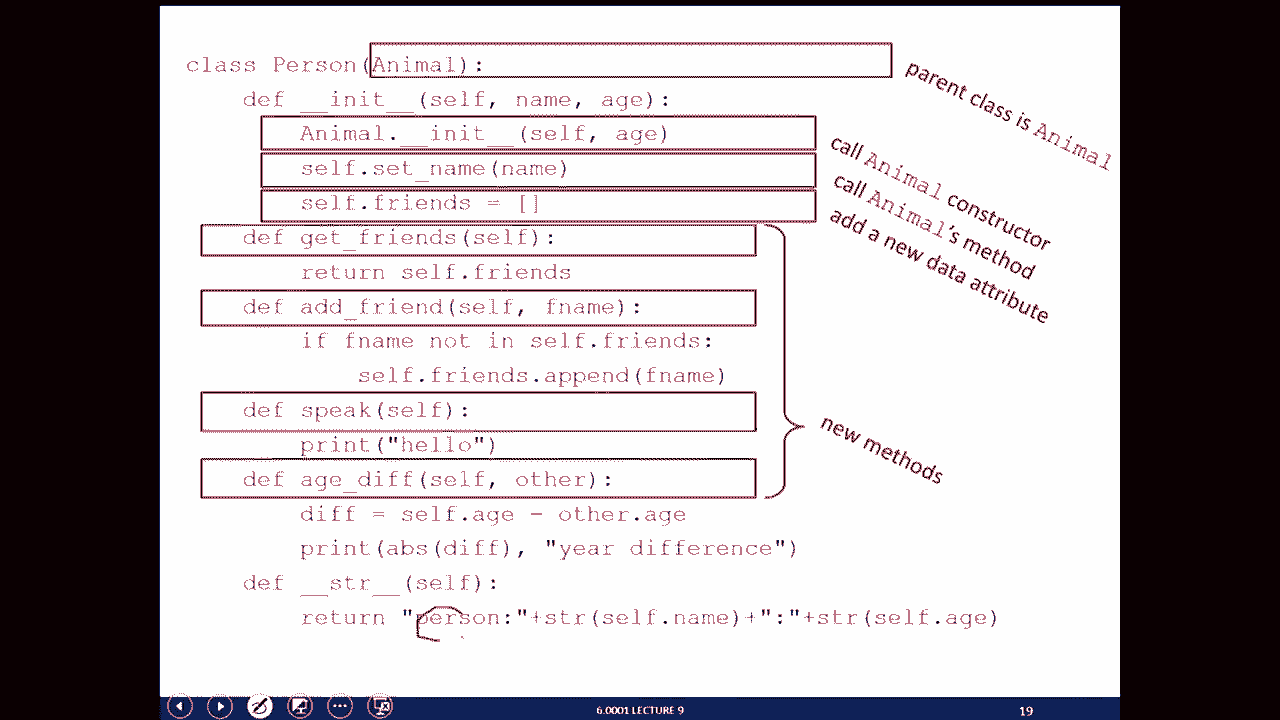 class Person(Animal):
    def __init__(self, name, age):
        Animal.__init__(self, age)
        self.set_name(name)
        self.friends = []
    def get_friends(self):
        return self.friends
    def add_friend(self, fname):
        if fname not in self.friends:
            self.friends.append(fname)
    def speak(self):
        print("hello")
    def age_diff(self, other):
        diff = self.age - other.age
        print(abs(diff), "year difference")
    def __str__(self):
        return "person:"+str(self.name)+":"+str(self.age)
parent class is Animal
call Animal constructor
call Animal's method
add a new data attribute
new methods
6.0001 LECTURE 9
19